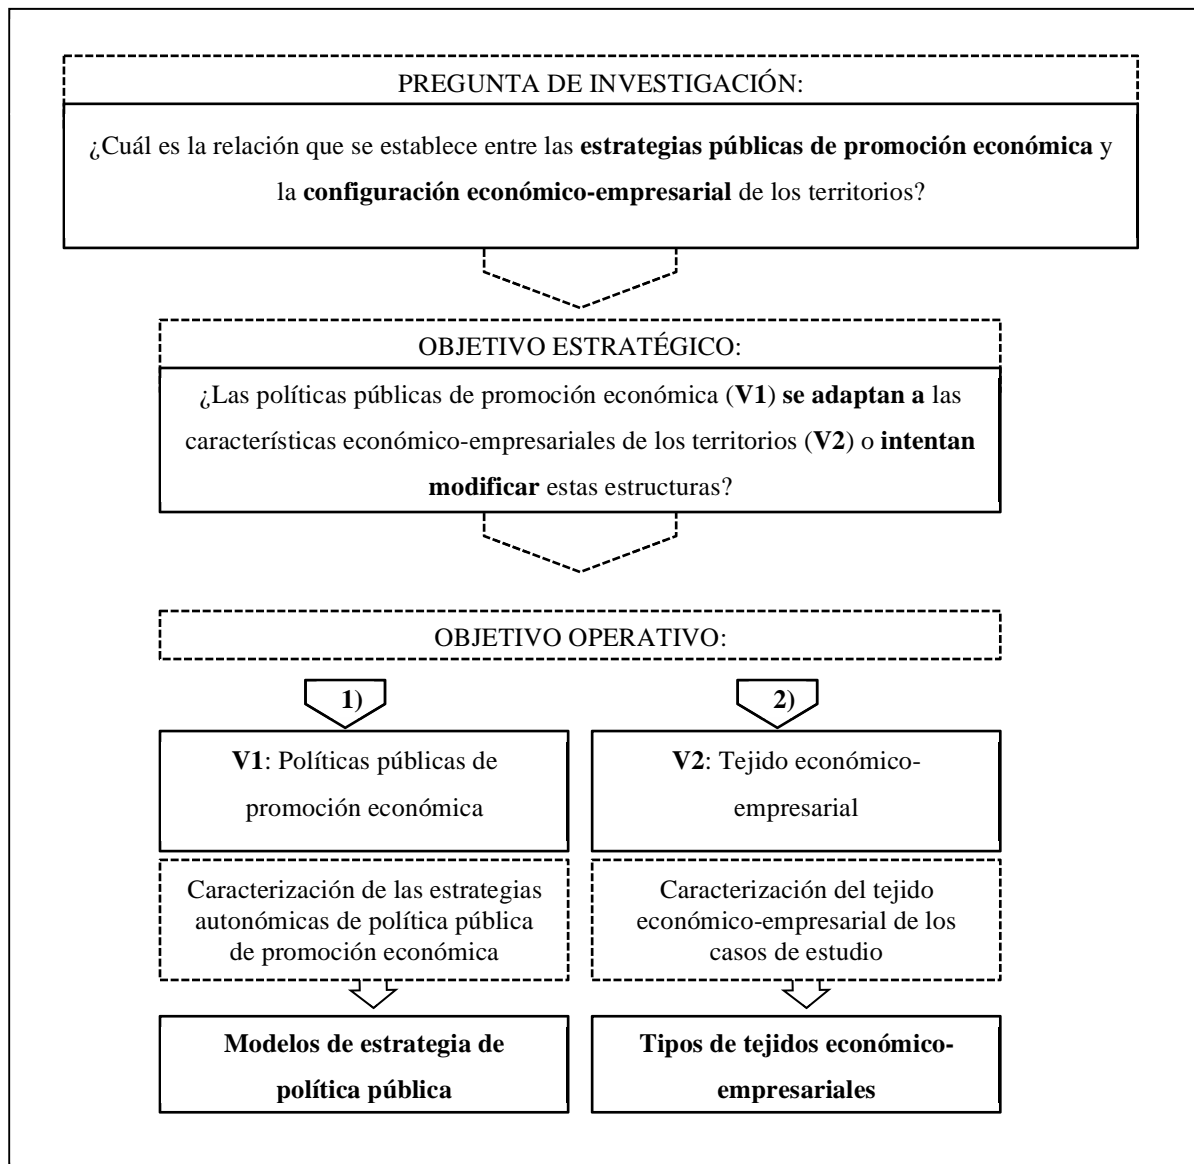 PREGUNTA DE INVESTIGACIÓN:
¿Cuál es la relación que se establece entre las estrategias públicas de promoción económica y
la configuración económico-empresarial de los territorios?
OBJETIVO ESTRATÉGICO:
¿Las políticas públicas de promoción económica (V1) se adaptan a las
características económico-empresariales de los territorios (V2) o intentan
modificar estas estructuras?
OBJETIVO OPERATIVO:
1)
V1: Políticas públicas de
promoción económica
Caracterización de las estrategias
autonómicas de política pública
de promoción económica
Modelos de estrategia de
política pública
2)
V2: Tejido económico-
empresarial
Caracterización del tejido
económico-empresarial de los
casos de estudio
Tipos de tejidos económico-
empresariales